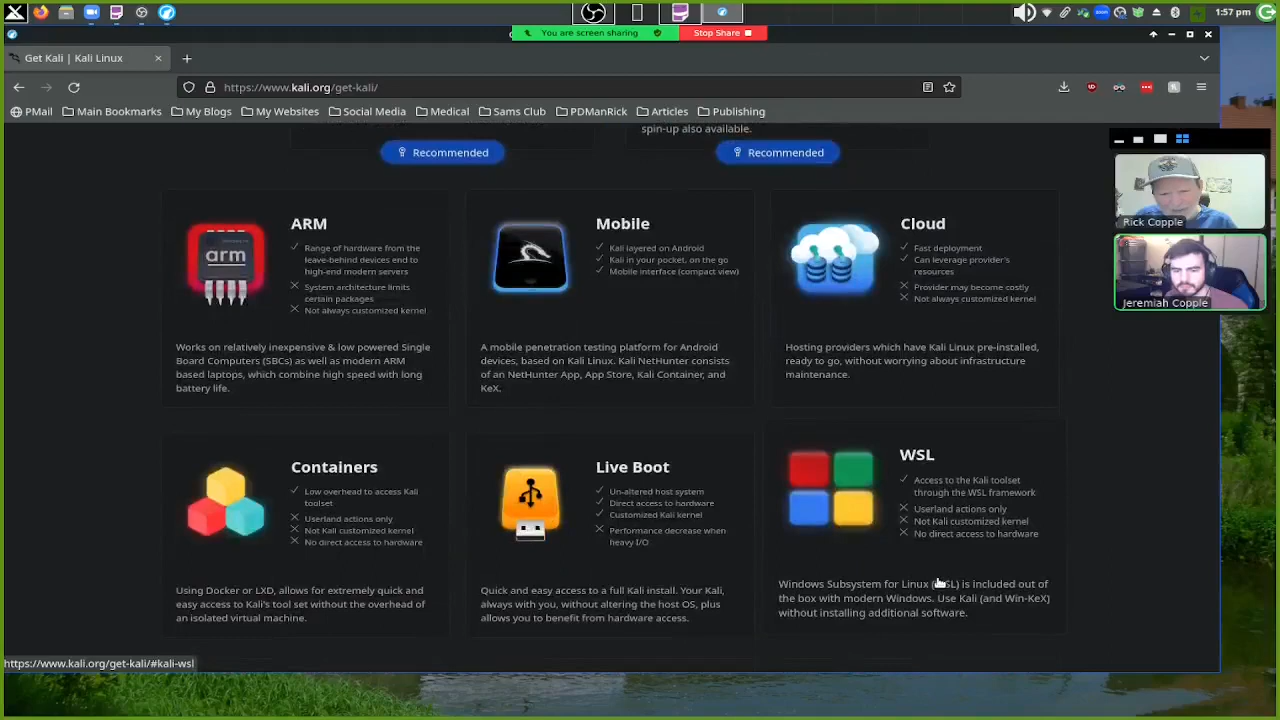 1:57 pm
You are screen sharing
Stop Share
Get Kali | Kali Linux
https://www.kali.org/get-kali/
PMail
Main Bookmarks
My Blogs
My Websites
Social Media
Medical
Sams Club
PDManRick
Articles
Publishing
spin-up also available.
Recommended
Recommended
ARM
Range of hardware from the
leave-behind devices end to
high-end modern servers
System architecture limits
certain packages
Not always customized kernel
Works on relatively inexpensive & low powered Single
Board Computers (SBCs) as well as modern ARM
based laptops, which combine high speed with long
battery life.
arm
Mobile
Kali layered on Android
Kali in your pocket, on the go
Mobile interface (compact view)
A mobile penetration testing platform for Android
devices, based on Kali Linux. Kali NetHunter consists
of an NetHunter App, App Store, Kali Container, and
KeX.
Cloud
Fast deployment
Can leverage provider's
resources
Provider may become costly
Not always customized kernel
Hosting providers which have Kali Linux pre-installed,
ready to go, without worrying about infrastructure
maintenance.
Rick Copple
Jeremiah Copple
Containers
Low overhead to access Kali
toolset
Userland actions only
Not Kali customized kernel
No direct access to hardware
Using Docker or LXD, allows for extremely quick and
easy access to Kali's tool set without the overhead of
an isolated virtual machine.
Live Boot
Un-altered host system
Direct access to hardware
Customized Kali kernel
Performance decrease when
heavy I/O
Quick and easy access to a full Kali install. Your Kali,
always with you, without altering the host OS, plus
allows you to benefit from hardware access.
WSL
Access to the Kali toolset
through the WSL framework
Userland actions only
Not Kali customized kernel
No direct access to hardware
Windows Subsystem for Linux (WSL) is included out of
the box with modern Windows. Use Kali (and Win-KeX)
without installing additional software.
https://www.kali.org/get-kali/#kali-wsl